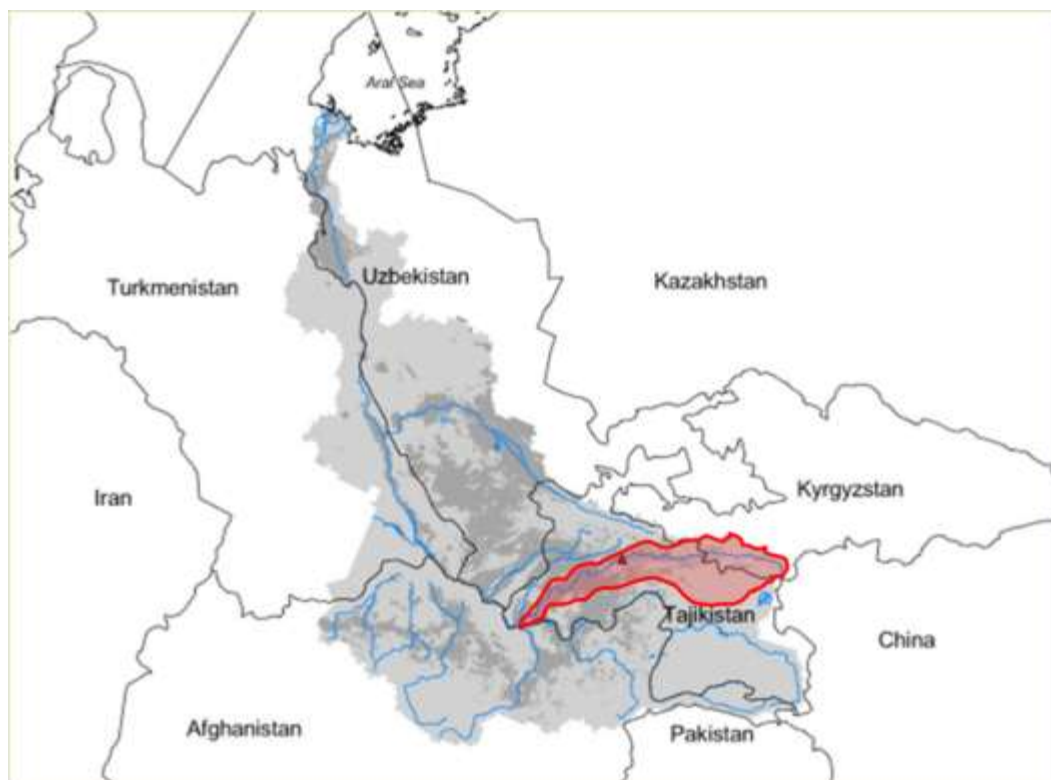 Aral Sea
Uzbekistan
Kazakhstan
Turkmenistan
Iran
Kyrgyzstan
Tajikistan
China
Afghanistan
Pakistan